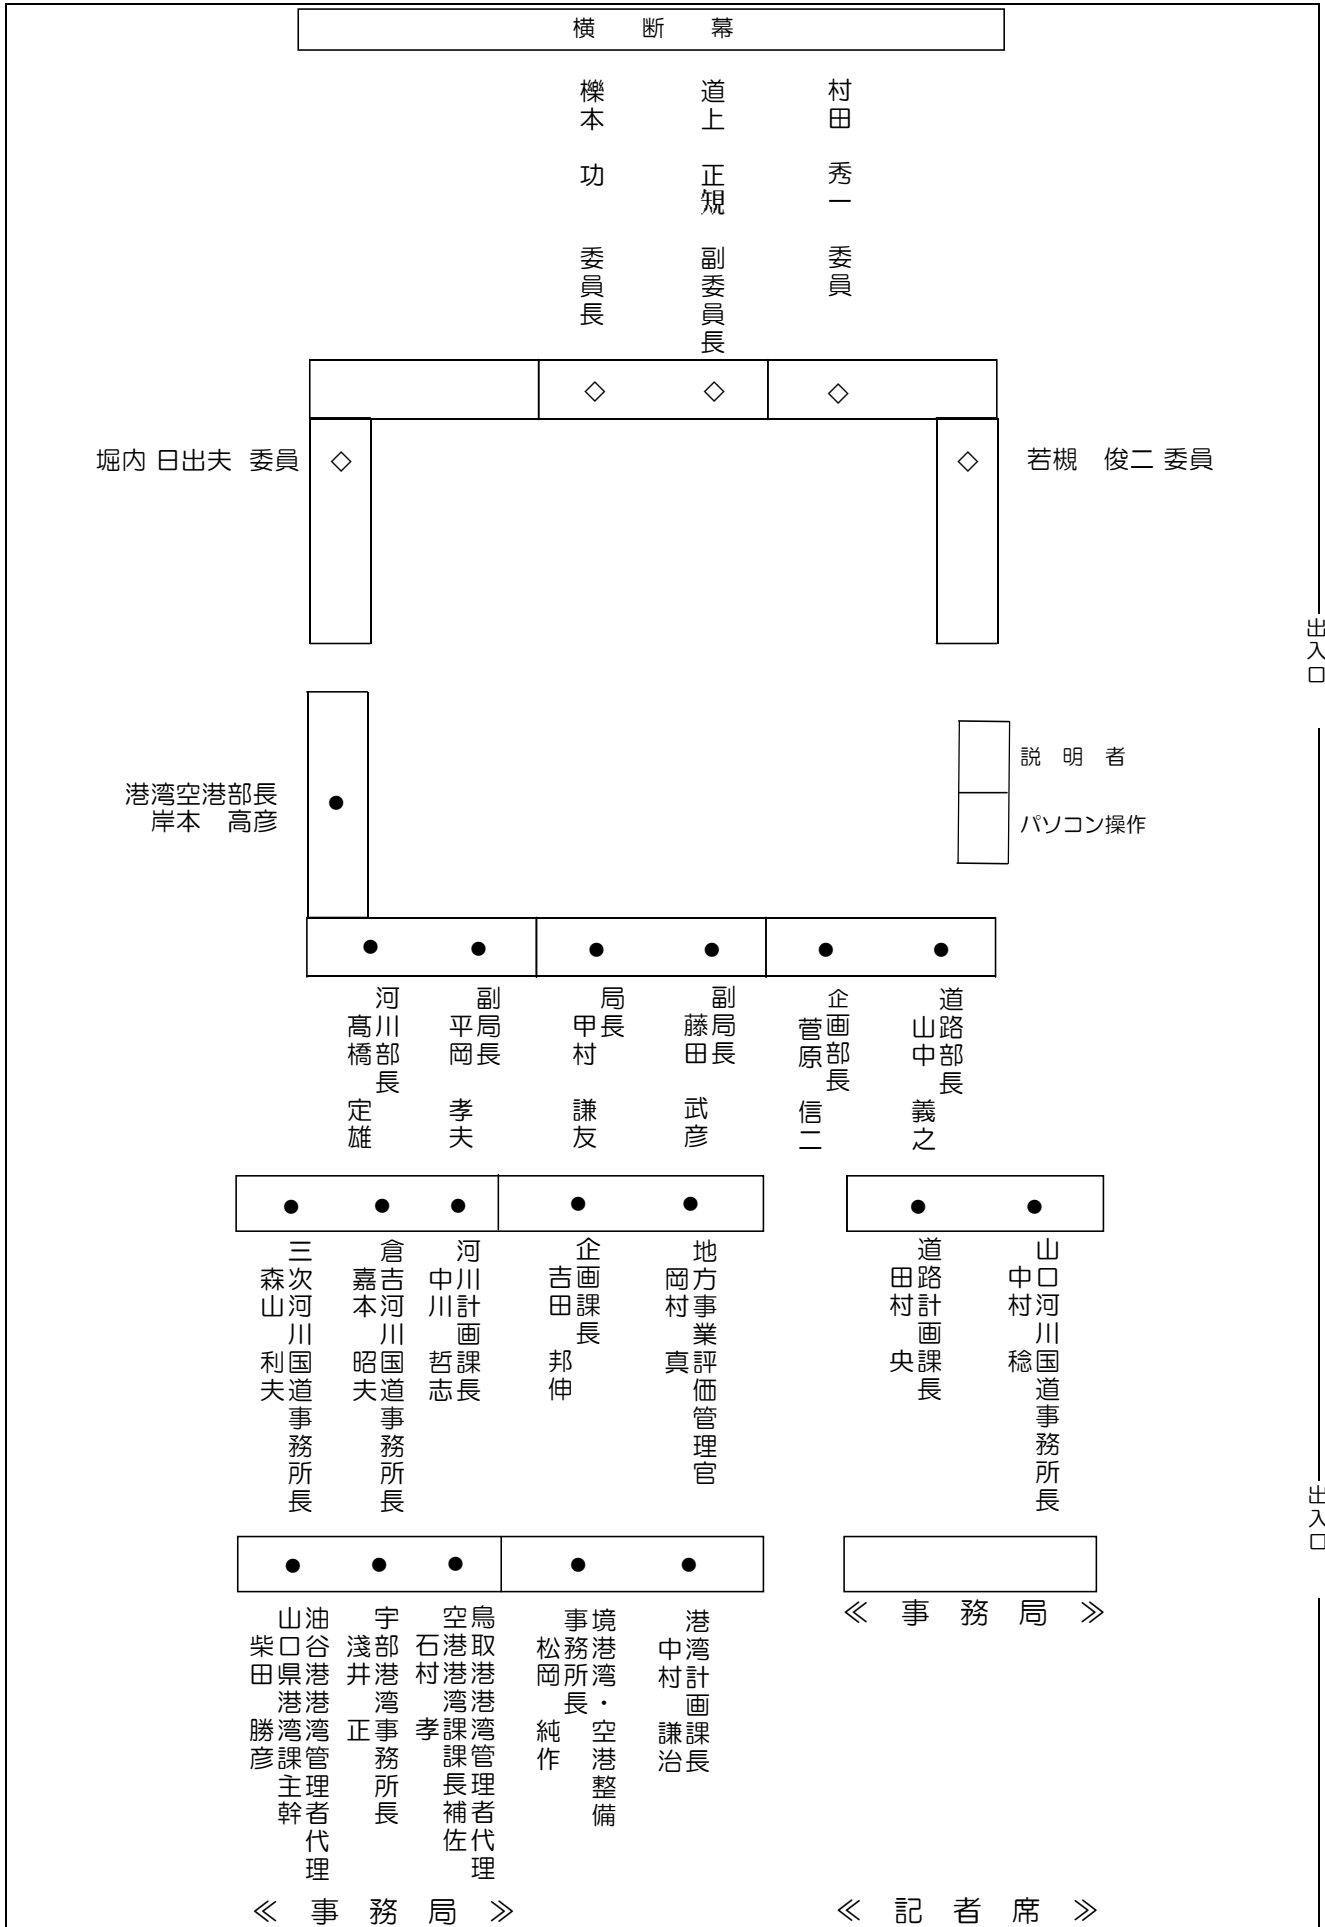 横　断　幕
櫟本　功　　委員長
道上　正䂓　副委員長
村田　秀一　委員
堀内 日出夫 委員
若槻　俊二 委員
出入口
説　明　者
パソコン操作
港湾空港部長
岸本　高彦
河川部長
髙橋　定雄
副局長
平岡　孝夫
局長
甲村　謙友
副局長
藤田　武彦
企画部長
菅原　信二
道路部長
山中　義之
三次河川国道事務所長
森山　利夫
倉吉河川国道事務所長
嘉本　昭夫
河川計画課長
中川　哲志
企画課長
吉田　邦伸
地方事業評価管理官
岡村　真
道路計画課長
田村　央
山口河川国道事務所長
中村　稔
出入口
油谷港港湾管理者代理
山口県港湾課主幹
柴田　勝彦
宇部港湾事務所長
淺井　正
鳥取港港湾管理者代理
空港港湾課課長補佐
石村　孝
境港湾・空港整備
事務所長
松岡　純作
港湾計画課長
中村　謙治
≪　事　務　局　≫
≪　事　務　局　≫
≪　記　者　席　≫